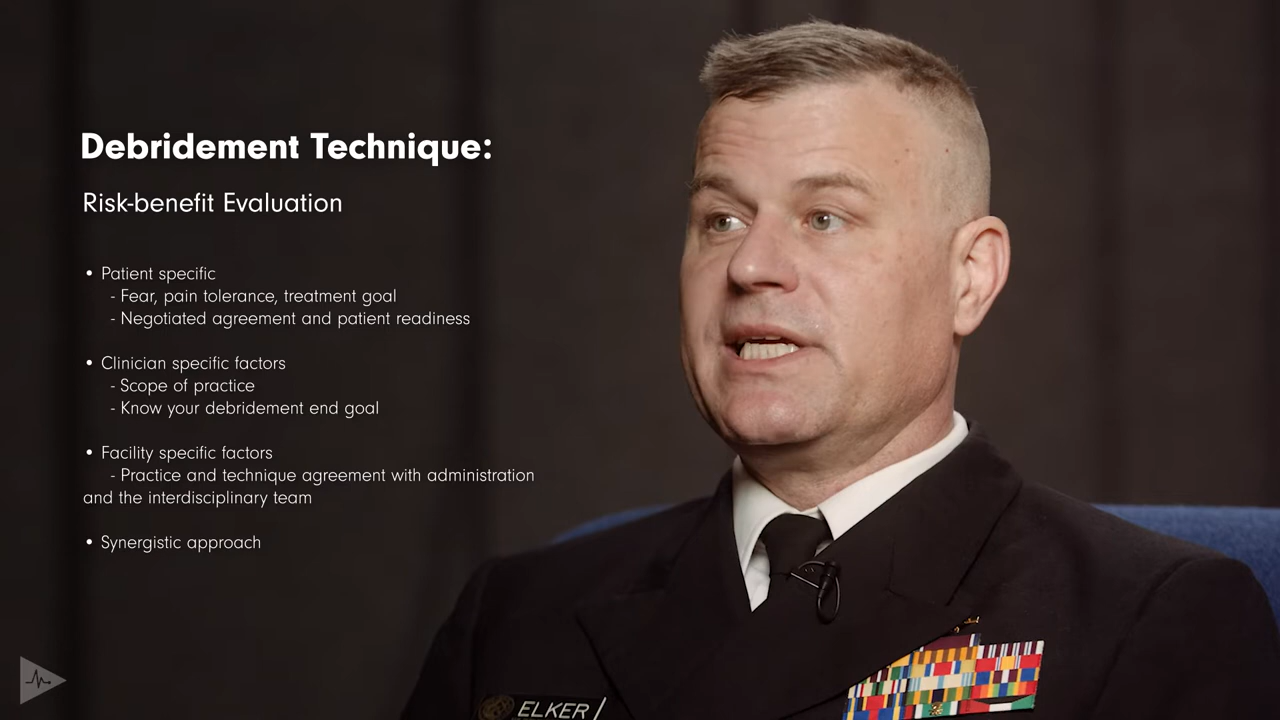 Debridement Technique:
Risk-benefit Evaluation
• Patient specific
- Fear, pain tolerance, treatment goal
- Negotiated agreement and patient readiness
• Clinician specific factors
- Scope of practice
- Know your debridement end goal
• Facility specific factors
- Practice and technique agreement with administration
and the interdisciplinary team
• Synergistic approach
ELKER